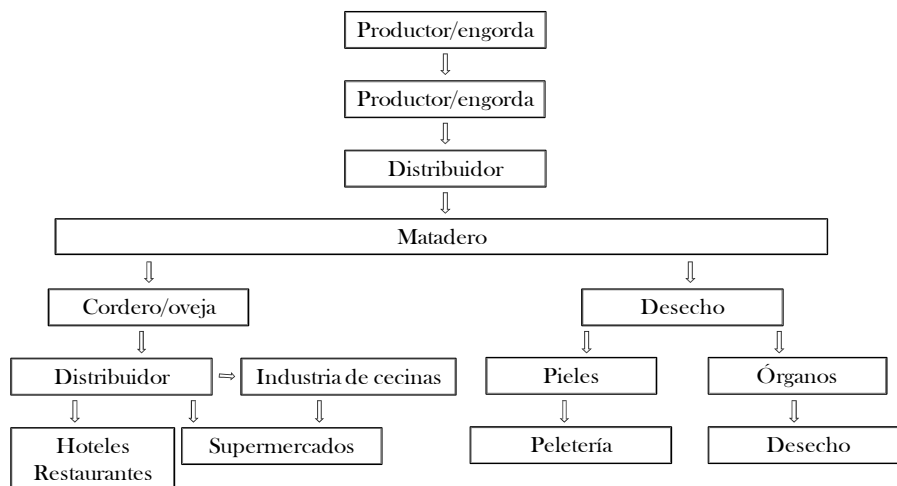 Productor/engorda
Productor/engorda
Distribuidor
Matadero
Cordero/oveja
Desecho
Distribuidor
Industria de cecinas
Pieles
Órganos
Hoteles
Restaurantes
Supermercados
Peletería
Desecho